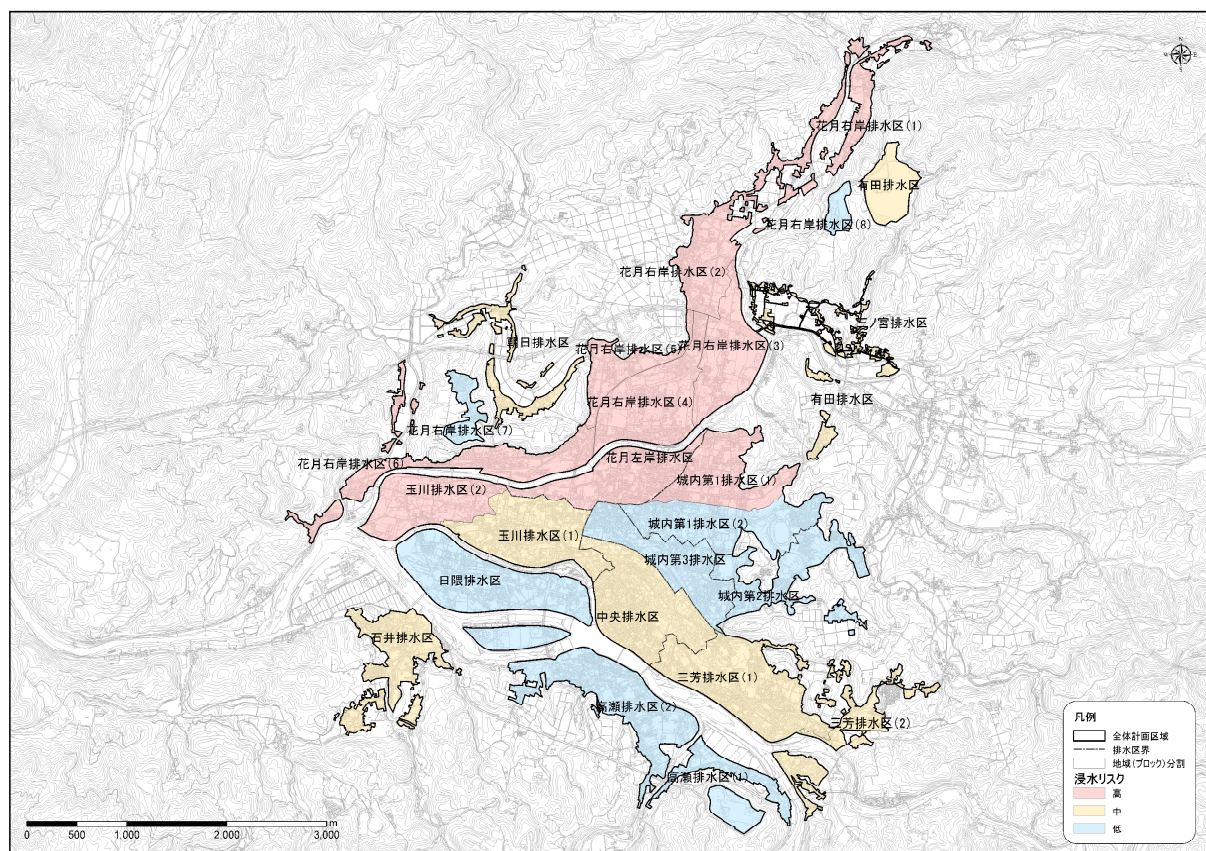 N
W E
S
花月右岸排水区(1)
有田排水区
花月右岸排水区(8)
花月右岸排水区(2)
ノ宮排水区
朝日排水区
花月右岸排水区(5)
花月右岸排水区(3)
有田排水区
花月右岸排水区(4)
花月右岸排水区(7)
花月左岸排水区
花月右岸排水区(6)
城内第1排水区(1)
玉川排水区(2)
城内第1排水区(2)
玉川排水区(1)
城内第3排水区
日隈排水区
城内第2排水区
中央排水区
石井排水区
三芳排水区(1)
高瀬排水区(2)
三芳排水区(2)
高瀬排水区(1)
凡例
全体計画区域
排水区界
地域(ブロック)分割
浸水リスク
高
中
低
0 500 1,000 2,000 3,000 m